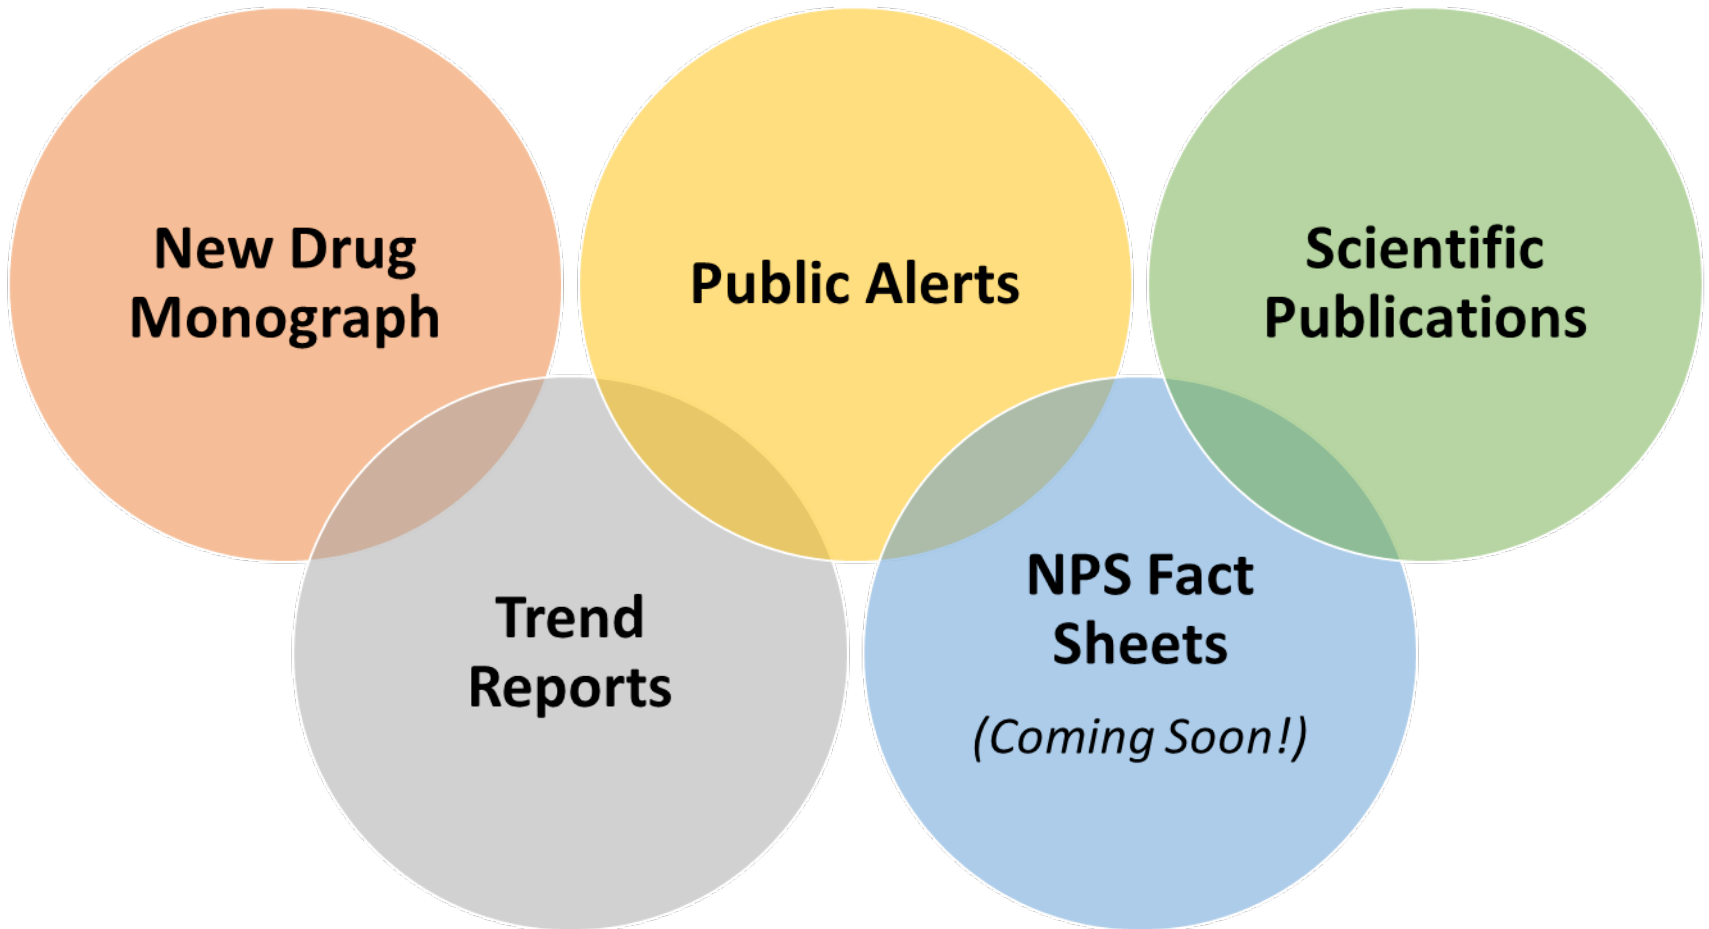 New Drug
Monograph
Public Alerts
Scientific
Publications
Trend
Reports
NPS Fact
Sheets
(Coming Soon!)